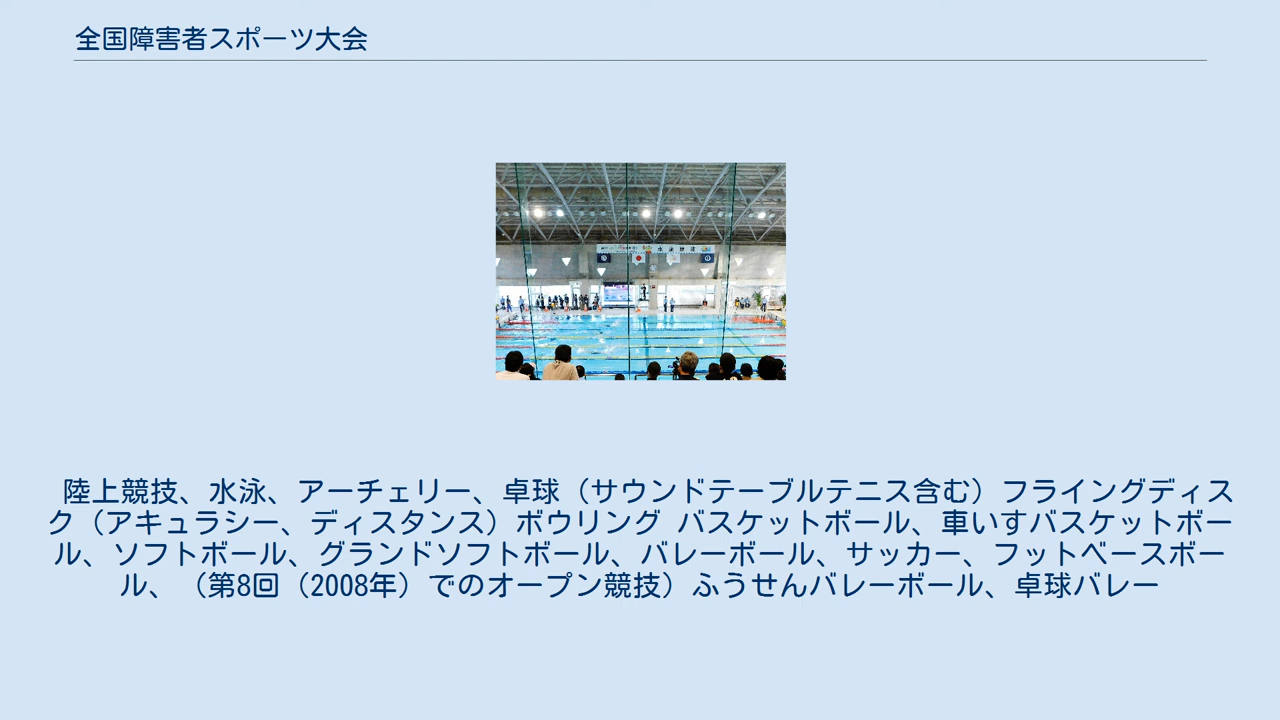 全国障害者スポーツ大会
陸上競技、水泳、アーチェリー、卓球（サウンドテーブルテニス含む）フライングディス
ク（アキュラシー、ディスタンス）ボウリング バスケットボール、車いすバスケットボー
ル、ソフトボール、グランドソフトボール、バレーボール、サッカー、フットベースボー
ル、（第8回（2008年）でのオープン競技）ふうせんバレーボール、卓球バレー